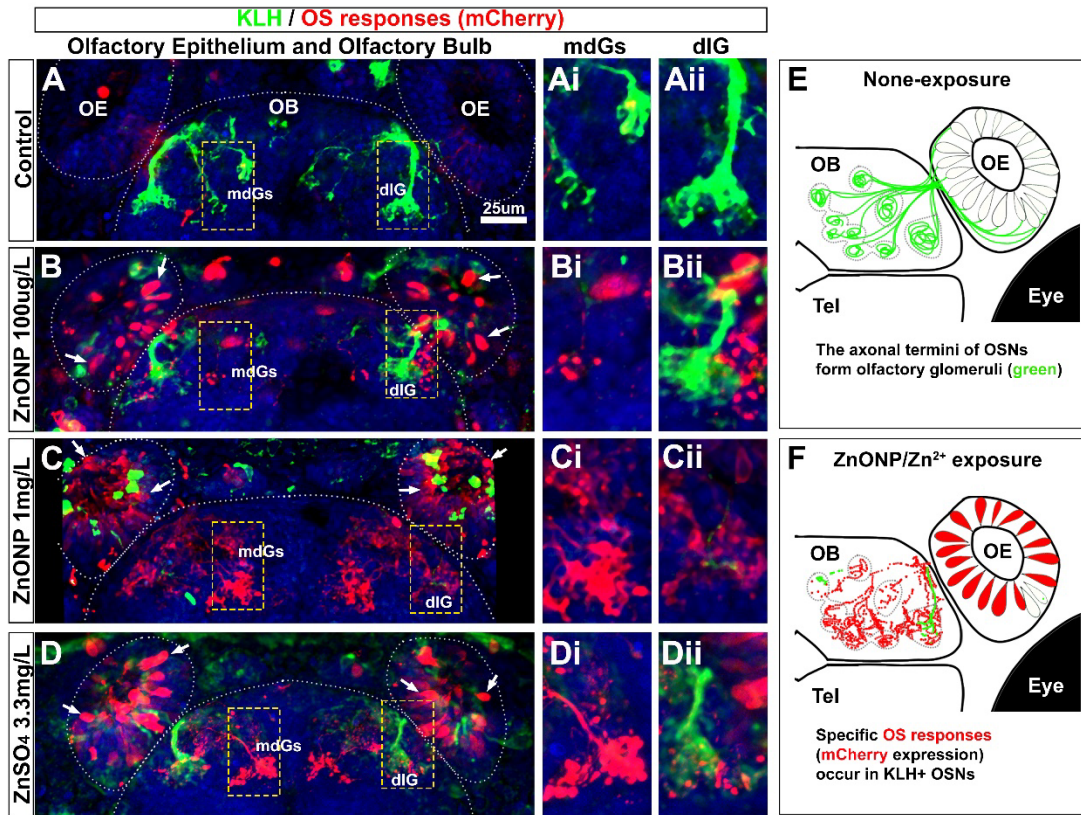 KLH / OS responses (mCherry)
Olfactory Epithelium and Olfactory Bulb
mdGs
dlG
Control
A
OE
OB
OE
mdGs
dlG
25um
Ai
Aii
ZnONP 100ug/L
B
mdGs
dlG
Bi
Bii
ZnONP 1mg/L
C
mdGs
dlG
Ci
Cii
ZnSO₄ 3.3mg/L
D
mdGs
dlG
Di
Dii
E
None-exposure
OB
OE
Tel
Eye
The axonal termini of OSNs
form olfactory glomeruli (green)
F
ZnONP/Zn²⁺ exposure
OB
OE
Tel
Eye
Specific OS responses
(mCherry expression)
occur in KLH+ OSNs